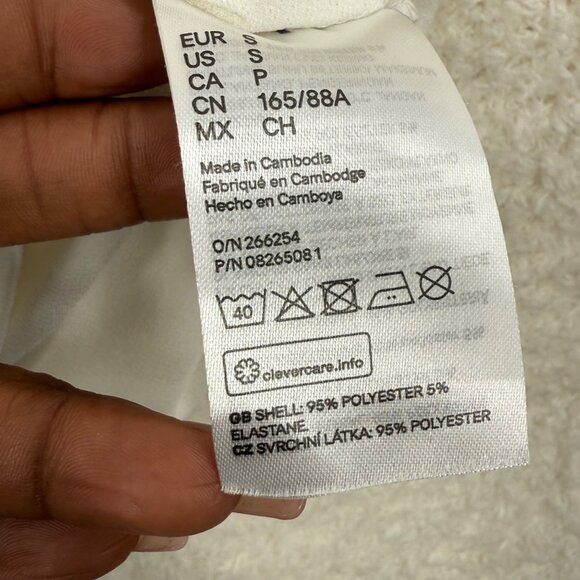 EUR S
US S
CA P
CN 165/88A
MX CH
Made in Cambodia
Fabriqué en Cambodge
Hecho en Camboya
O/N 266254
P/N 08265081
40
clevercare.info
GB SHELL: 95% POLYESTER 5%
ELASTANE.
CZ SVRCHNÍ LÁTKA: 95% POLYESTER